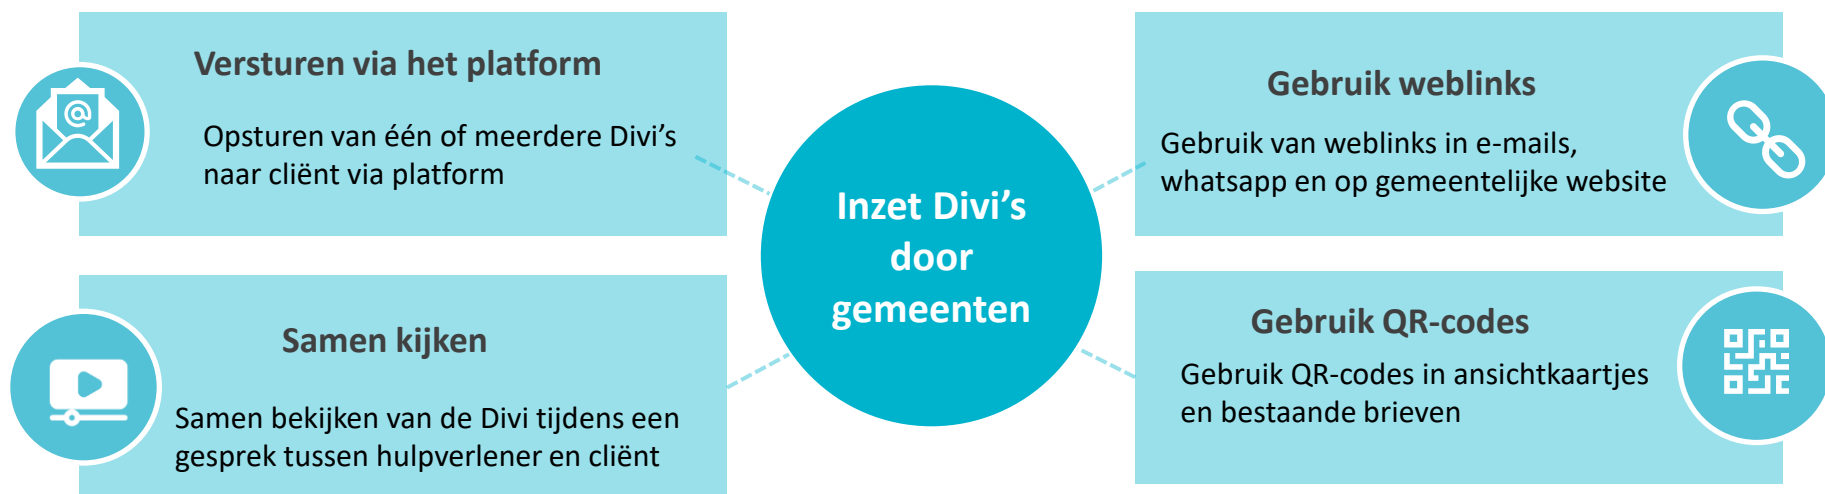 Versturen via het platform
Opsturen van één of meerdere Divi's
naar cliënt via platform
Samen kijken
Samen bekijken van de Divi tijdens een
gesprek tussen hulpverlener en cliënt
Inzet Divi's
door
gemeenten
Gebruik weblinks
Gebruik van weblinks in e-mails,
whatsapp en op gemeentelijke website
Gebruik QR-codes
Gebruik QR-codes in ansichtkaartjes
en bestaande brieven